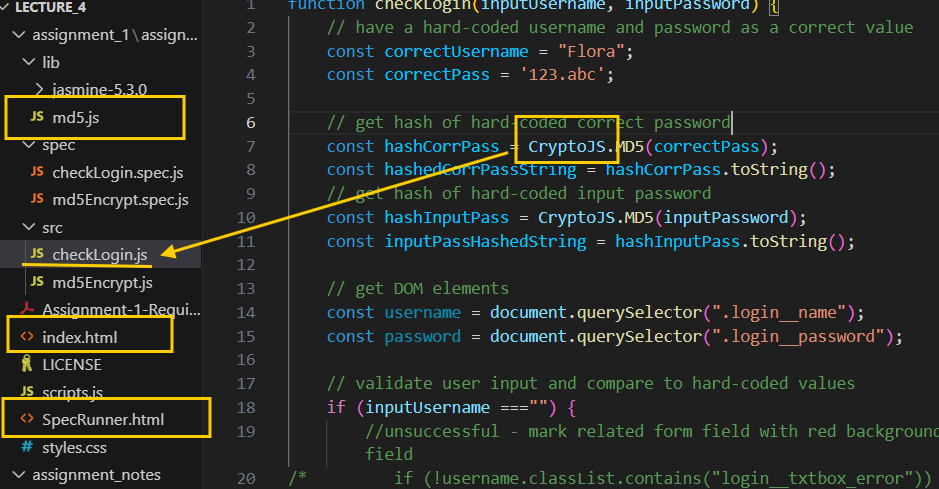 LECTURE_4
assignment_1\assign...
lib
jasmine-5.3.0
JS md5.js
spec
JS checkLogin.spec.js
JS md5Encrypt.spec.js
src
JS checkLogin.js
JS md5Encrypt.js
Assignment-1-Requi...
<> index.html
LICENSE
JS scripts.js
<> SpecRunner.html
# styles.css
assignment_notes
1 function checkLogin(inputUsername, inputPassword) {
2 // have a hard-coded username and password as a correct value
3 const correctUsername = "Flora";
4 const correctPass = '123.abc';
5
6 // get hash of hard-coded correct password
7 const hashCorrPass = CryptoJS.MD5(correctPass);
8 const hashedCorrPassString = hashCorrPass.toString();
9 // get hash of hard-coded input password
10 const hashInputPass = CryptoJS.MD5(inputPassword);
11 const inputPassHashedString = hashInputPass.toString();
12
13 // get DOM elements
14 const username = document.querySelector(".login__name");
15 const password = document.querySelector(".login__password");
16
17 // validate user input and compare to hard-coded values
18 if (inputUsername ==="") {
19 //unsuccessful - mark related form field with red background
field
20 /* if (!username.classList.contains("login__txtbox_error"))